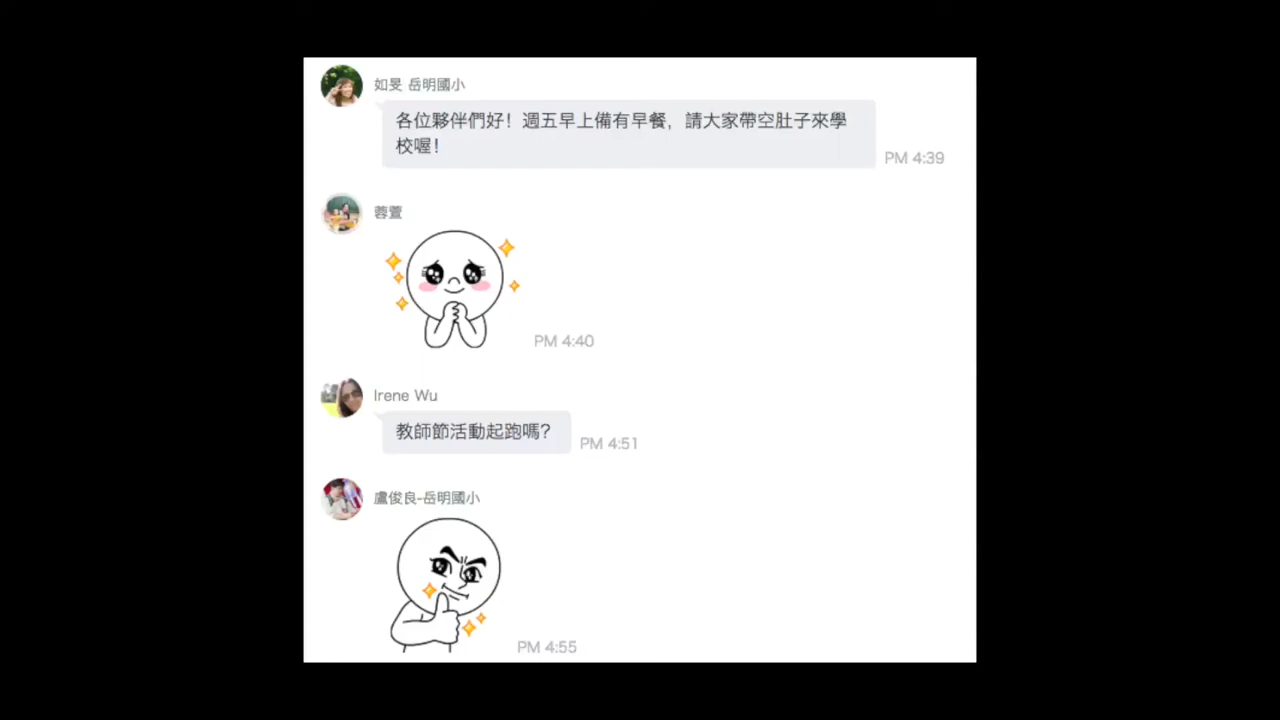 如旻 岳明國小
各位夥伴們好！週五早上備有早餐，請大家帶空肚子來學
校喔！
PM 4:39
蓉萱
PM 4:40
Irene Wu
教師節活動起跑嗎？
PM 4:51
盧俊良-岳明國小
PM 4:55